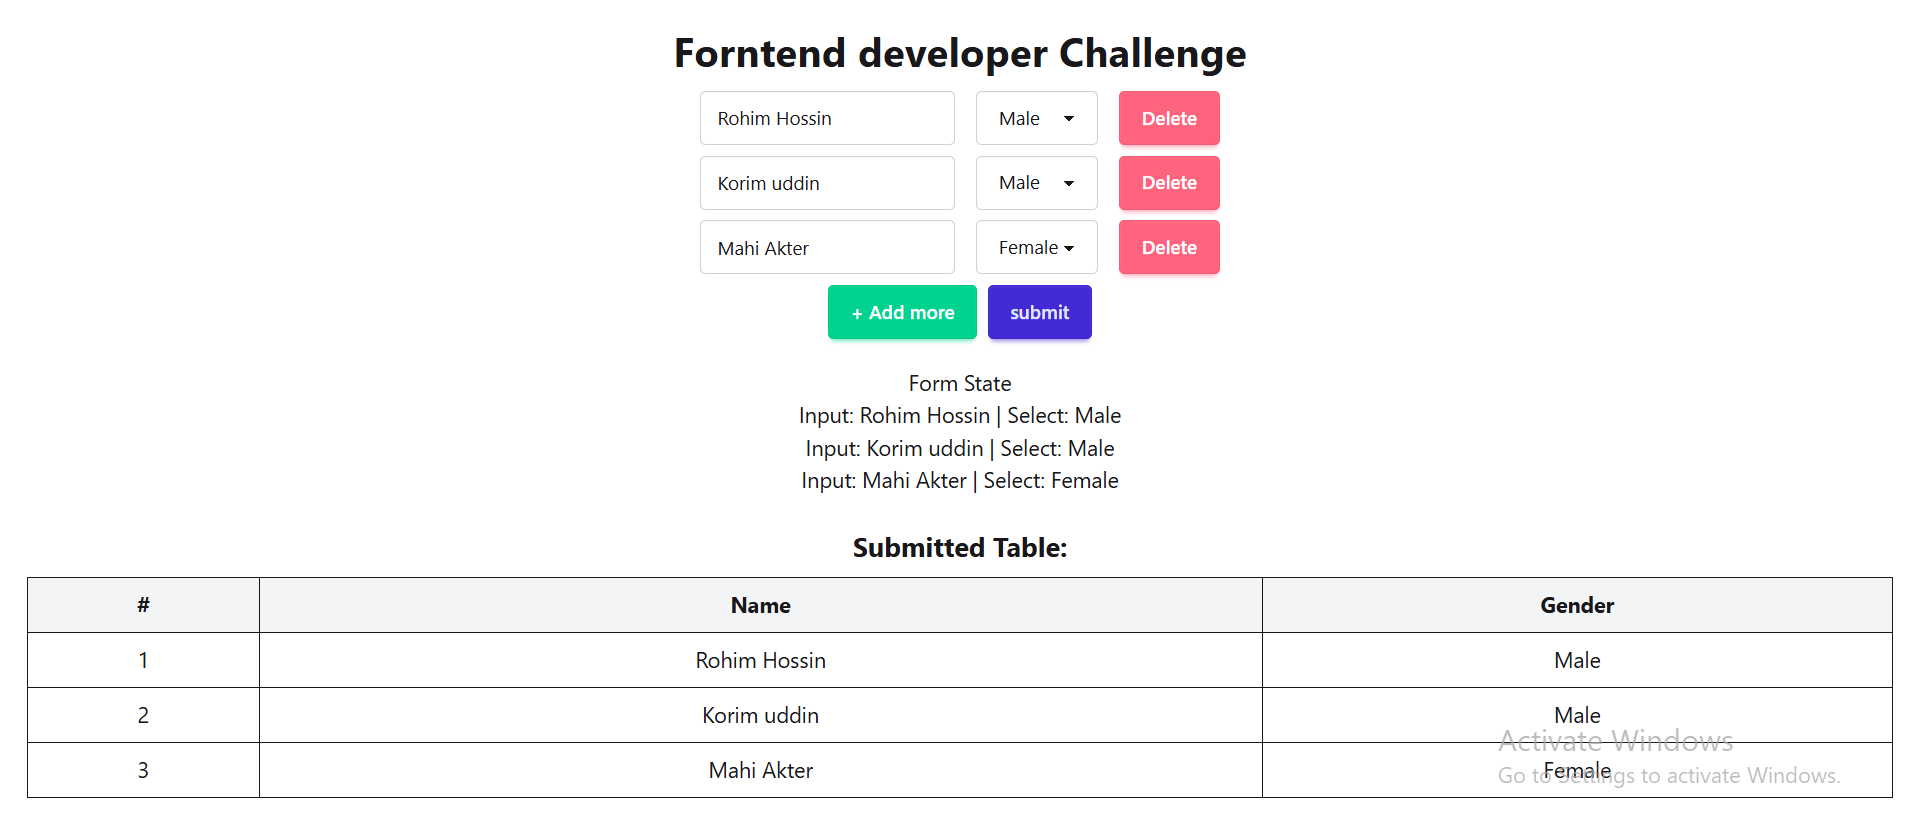 Forntend developer Challenge
Rohim Hossin Male Delete
Korim uddin Male Delete
Mahi Akter Female Delete
+ Add more submit
Form State
Input: Rohim Hossin | Select: Male
Input: Korim uddin | Select: Male
Input: Mahi Akter | Select: Female
Submitted Table:
# Name Gender
1 Rohim Hossin Male
2 Korim uddin Male
3 Mahi Akter Female
Activate Windows
Go to Settings to activate Windows.